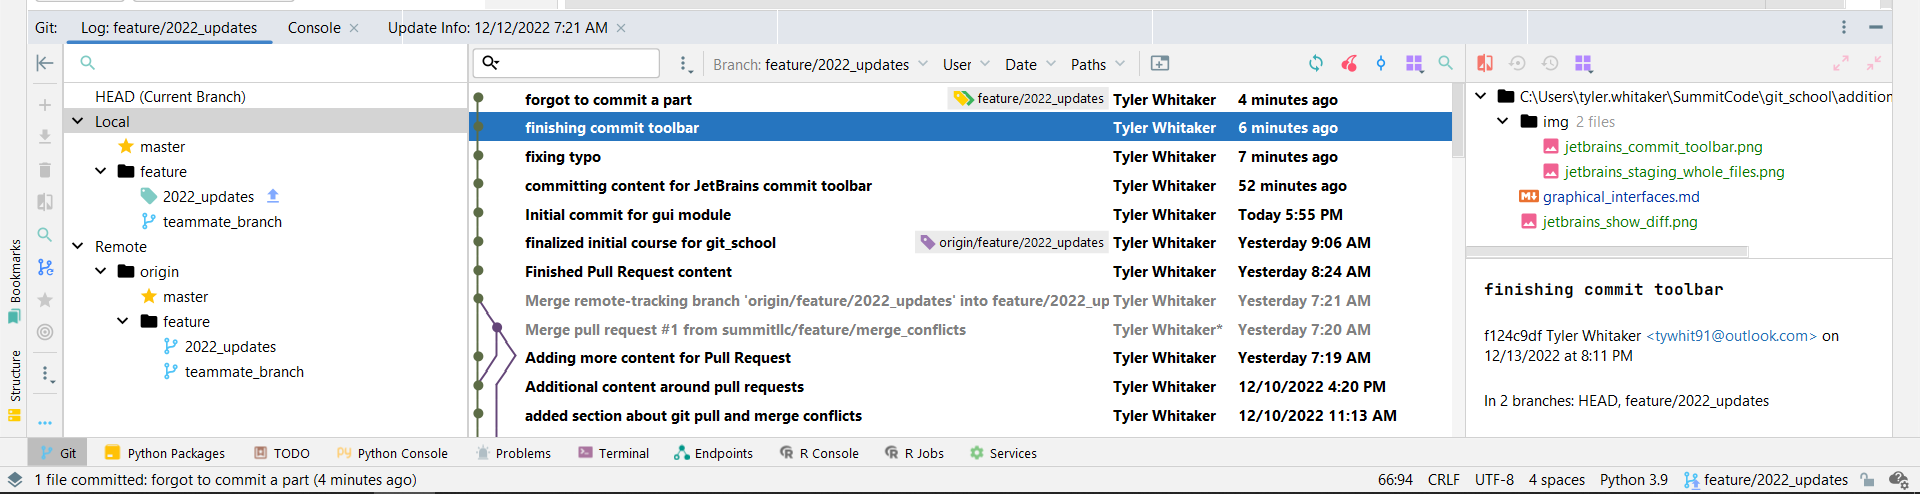 Git: Log: feature/2022_updates Console Update Info: 12/12/2022 7:21 AM
Branch: feature/2022_updates User Date Paths
HEAD (Current Branch)
Local
master
feature
2022_updates
teammate_branch
Remote
origin
master
feature
2022_updates
teammate_branch
forgot to commit a part feature/2022_updates Tyler Whitaker 4 minutes ago
finishing commit toolbar Tyler Whitaker 6 minutes ago
fixing typo Tyler Whitaker 7 minutes ago
committing content for JetBrains commit toolbar Tyler Whitaker 52 minutes ago
Initial commit for gui module Tyler Whitaker Today 5:55 PM
finalized initial course for git_school origin/feature/2022_updates Tyler Whitaker Yesterday 9:06 AM
Finished Pull Request content Tyler Whitaker Yesterday 8:24 AM
Merge remote-tracking branch 'origin/feature/2022_updates' into feature/2022_up Tyler Whitaker Yesterday 7:21 AM
Merge pull request #1 from summitllc/feature/merge_conflicts Tyler Whitaker* Yesterday 7:20 AM
Adding more content for Pull Request Tyler Whitaker Yesterday 7:19 AM
Additional content around pull requests Tyler Whitaker 12/10/2022 4:20 PM
added section about git pull and merge conflicts Tyler Whitaker 12/10/2022 11:13 AM
C:\Users\tyler.whitaker\SummitCode\git_school\addition
img 2 files
jetbrains_commit_toolbar.png
jetbrains_staging_whole_files.png
graphical_interfaces.md
jetbrains_show_diff.png
finishing commit toolbar
f124c9df Tyler Whitaker <tywhit91@outlook.com> on
12/13/2022 at 8:11 PM
In 2 branches: HEAD, feature/2022_updates
Bookmarks
Structure
Git Python Packages TODO Python Console Problems Terminal Endpoints R Console R Jobs Services
1 file committed: forgot to commit a part (4 minutes ago) 66:94 CRLF UTF-8 4 spaces Python 3.9 feature/2022_updates